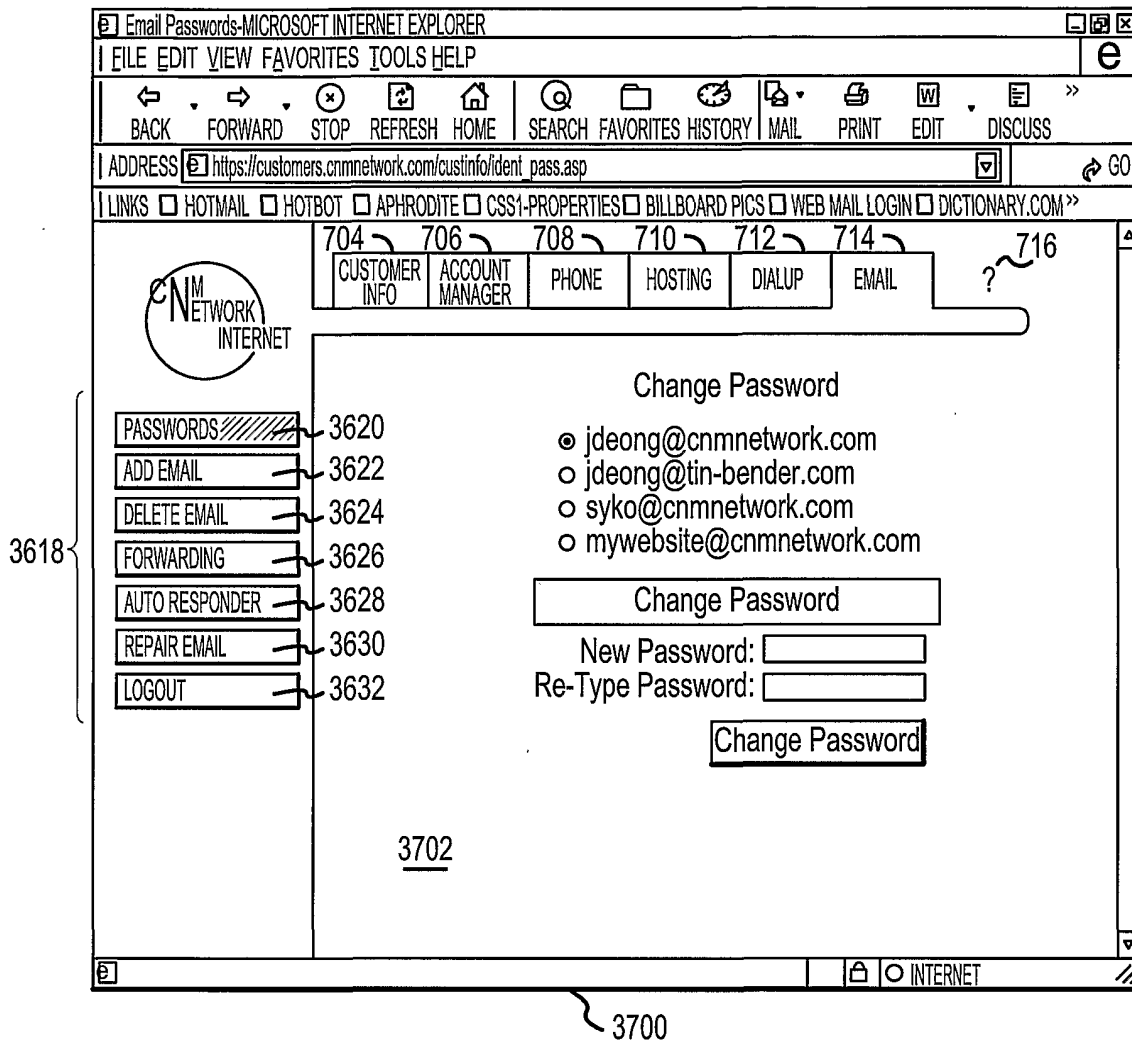 Email Passwords-MICROSOFT INTERNET EXPLORER
FILE EDIT VIEW FAVORITES TOOLS HELP
e
BACK FORWARD STOP REFRESH HOME SEARCH FAVORITES HISTORY MAIL PRINT EDIT DISCUSS >>
ADDRESS https://customers.cnmnetwork.com/custinfo/ident_pass.asp GO
LINKS HOTMAIL HOTBOT APHRODITE CSS1-PROPERTIES BILLBOARD PICS WEB MAIL LOGIN DICTIONARY.COM >>
704 706 708 710 712 714 716
CUSTOMER INFO ACCOUNT MANAGER PHONE HOSTING DIALUP EMAIL ?
CNM NETWORK INTERNET
Change Password
3618
PASSWORDS 3620
ADD EMAIL 3622
DELETE EMAIL 3624
FORWARDING 3626
AUTO RESPONDER 3628
REPAIR EMAIL 3630
LOGOUT 3632
jdeong@cnmnetwork.com
jdeong@tin-bender.com
syko@cnmnetwork.com
mywebsite@cnmnetwork.com
Change Password
New Password:
Re-Type Password:
Change Password
3702
INTERNET
3700